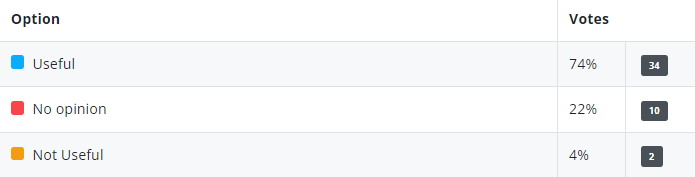 Option Votes
Useful 74% 34
No opinion 22% 10
Not Useful 4% 2